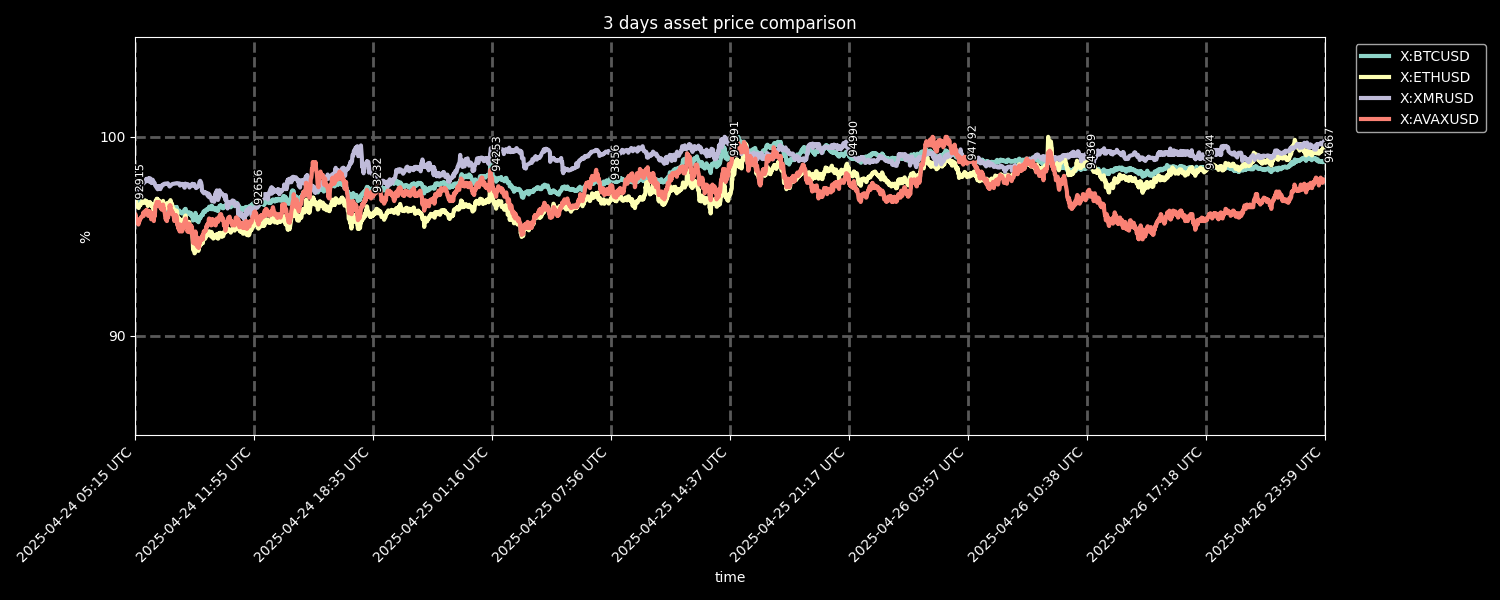 3 days asset price comparison
X:BTCUSD
X:ETHUSD
X:XMRUSD
X:AVAXUSD
100
90
%
92915
92656
93232
94253
93856
94991
94990
94792
94369
94344
94667
2025-04-24 05:15 UTC
2025-04-24 11:55 UTC
2025-04-24 18:35 UTC
2025-04-25 01:16 UTC
2025-04-25 07:56 UTC
2025-04-25 14:37 UTC
2025-04-25 21:17 UTC
2025-04-26 03:57 UTC
2025-04-26 10:38 UTC
2025-04-26 17:18 UTC
2025-04-26 23:59 UTC
time